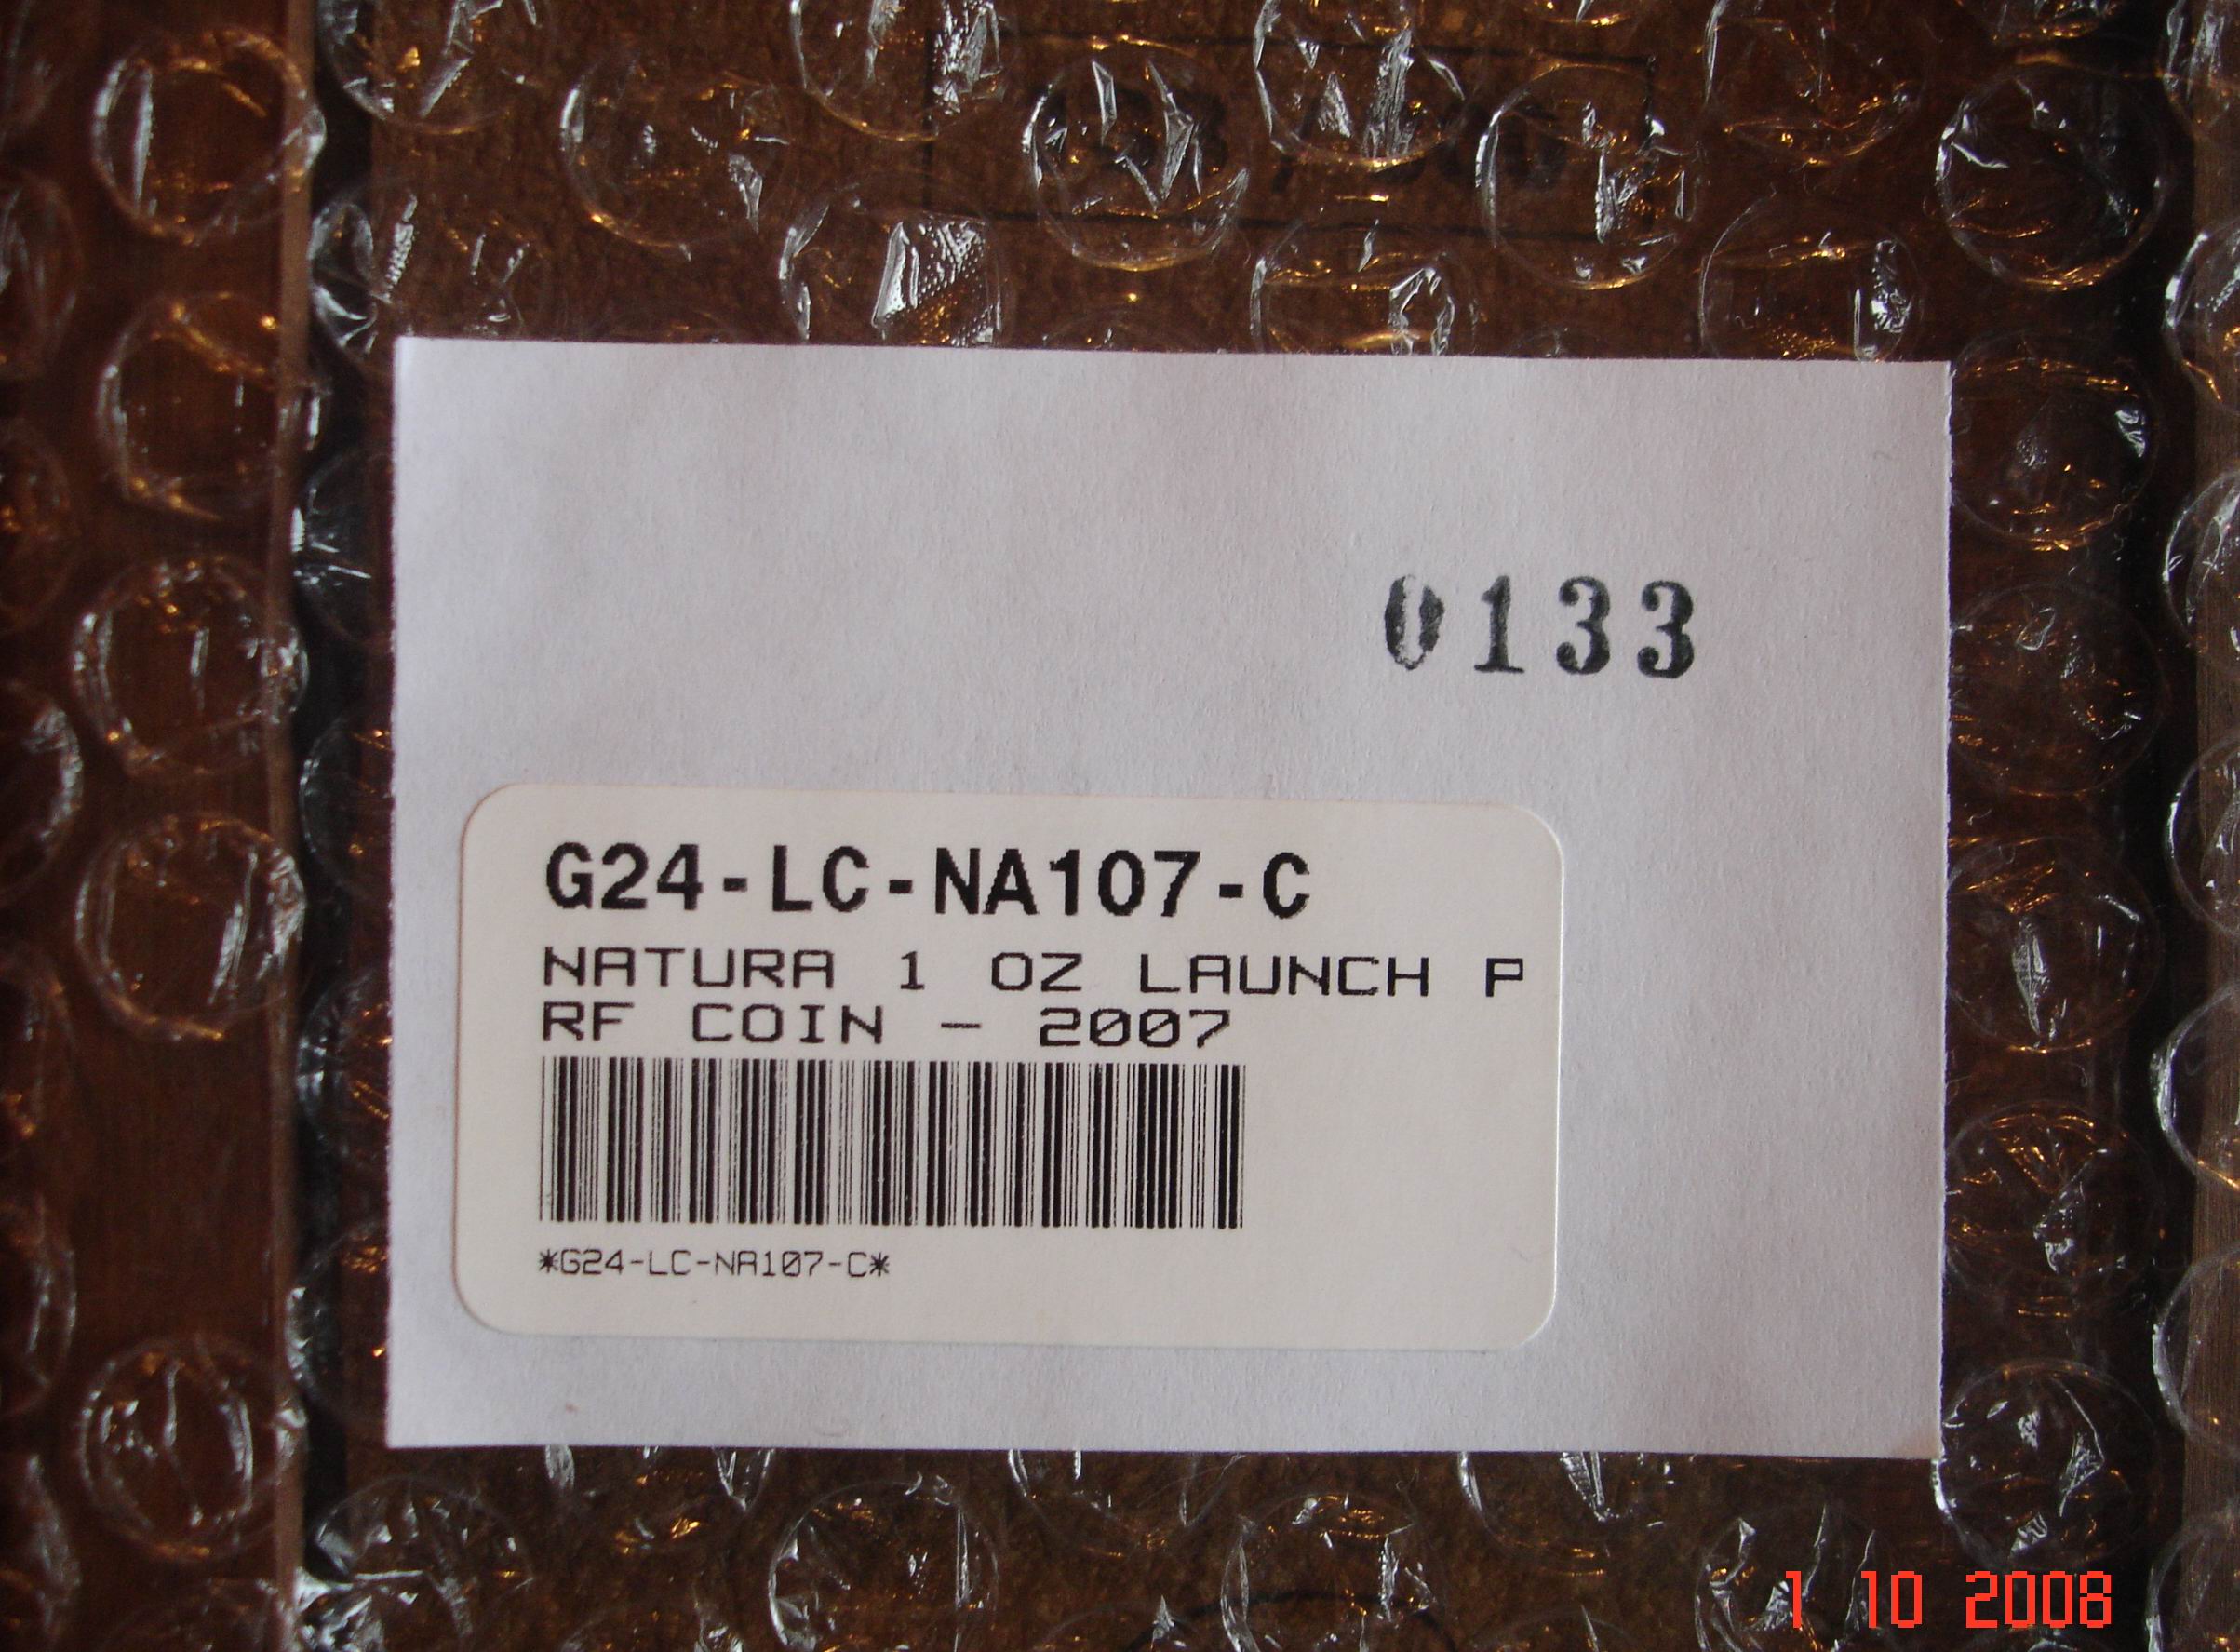 0133
G24-LC-NA107-C
NATURA 1 OZ LAUNCH P
RF COIN - 2007
*G24-LC-NA107-C*
1 10 2008